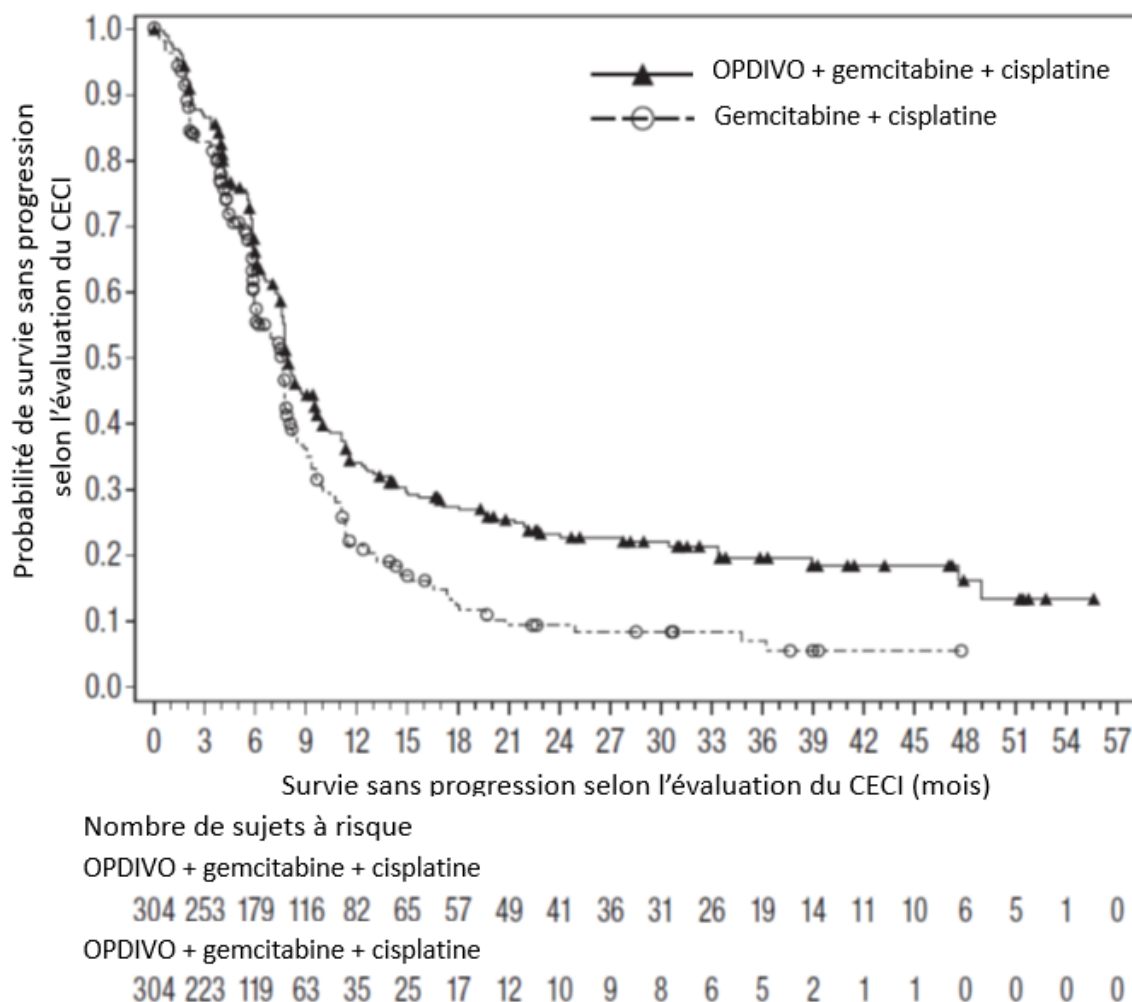 1.0
OPDIVO + gemcitabine + cisplatine
0.9
Gemcitabine + cisplatine
0.8
0.7
0.6
0.5
0.4
0.3
0.2
0.1
0.0
Probabilité de survie sans progression
selon l'évaluation du CECI
0 3 6 9 12 15 18 21 24 27 30 33 36 39 42 45 48 51 54 57
Survie sans progression selon l'évaluation du CECI (mois)
Nombre de sujets à risque
OPDIVO + gemcitabine + cisplatine
304 253 179 116 82 65 57 49 41 36 31 26 19 14 11 10 6 5 1 0
OPDIVO + gemcitabine + cisplatine
304 223 119 63 35 25 17 12 10 9 8 6 5 2 1 1 0 0 0 0